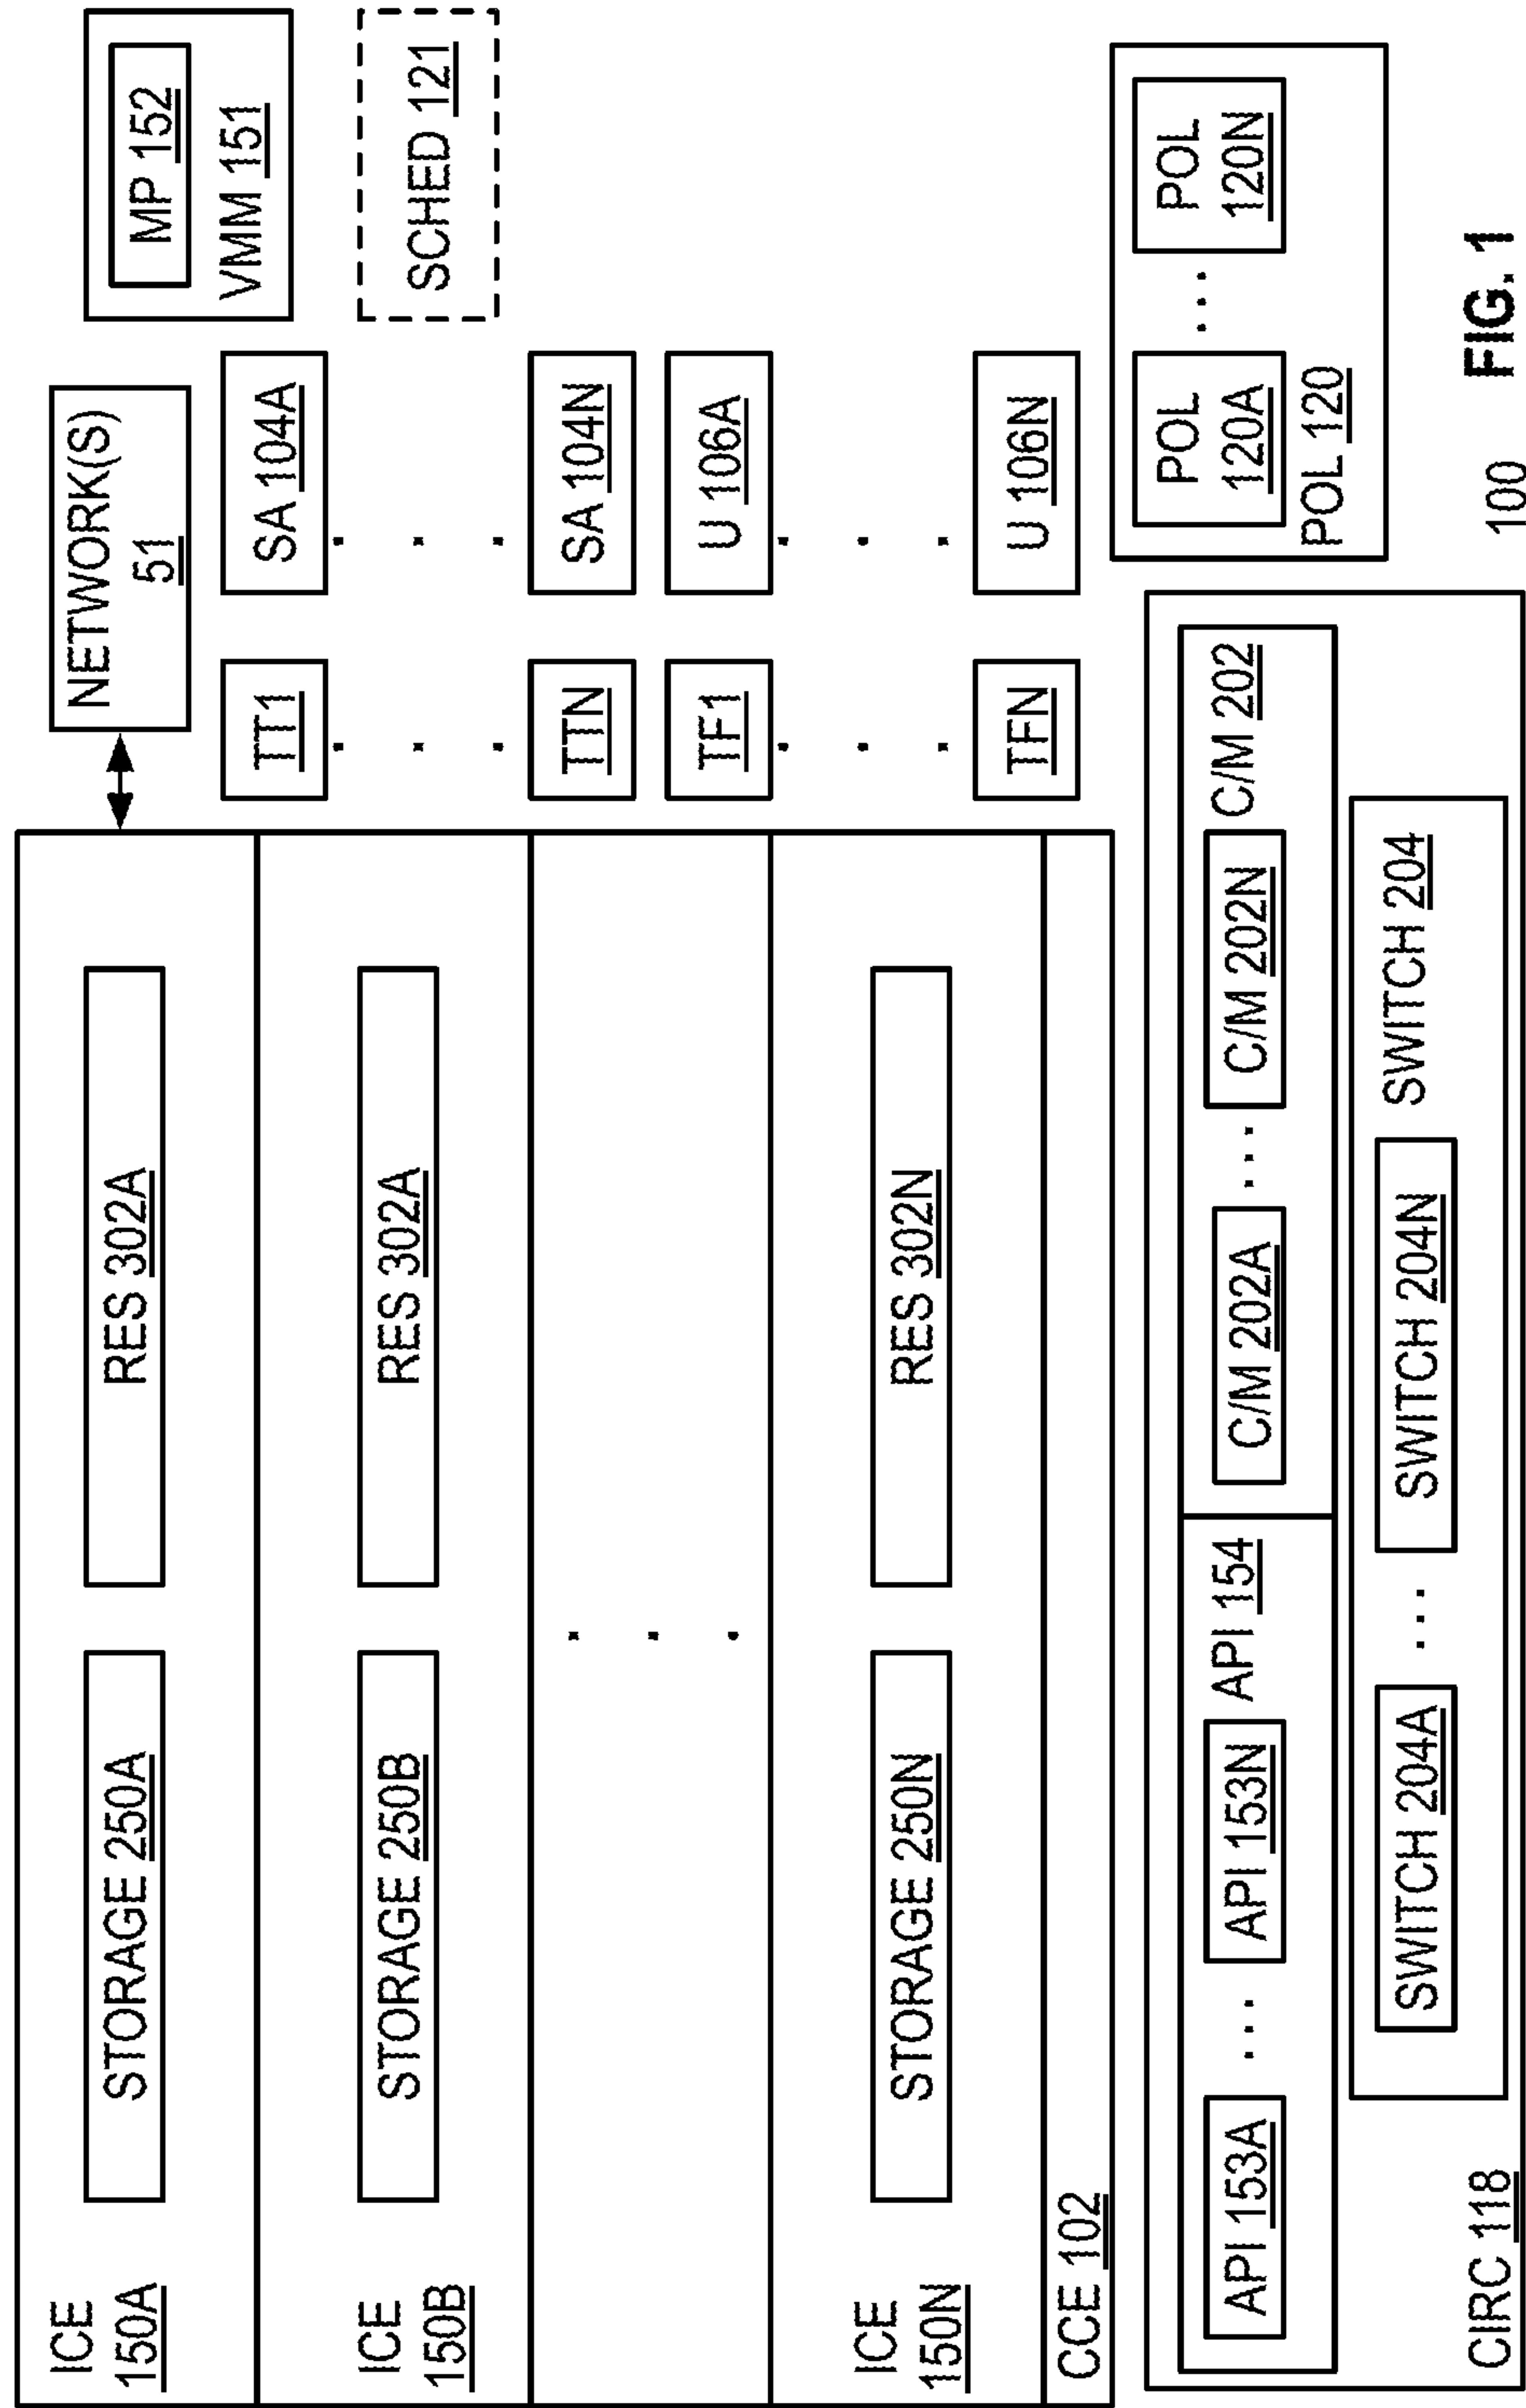 ICE
150A
STORAGE 250A
RES 302A
NETWORK(S)
51
MP 152
VMM 151
ICE
150B
STORAGE 250B
RES 302A
TT1
SA 104A
SCHED 121
. . .
. . .
. . .
TTN
SA 104N
TF1
U 106A
ICE
150N
STORAGE 250N
RES 302N
. . .
. . .
TFN
U 106N
CCE 102
API 153A
...
API 153N
API 154
C/M 202A
...
C/M 202N
C/M 202
SWITCH 204A
...
SWITCH 204N
SWITCH 204
CIRC 118
POL
120A
...
POL
120N
POL 120
100
FIG. 1